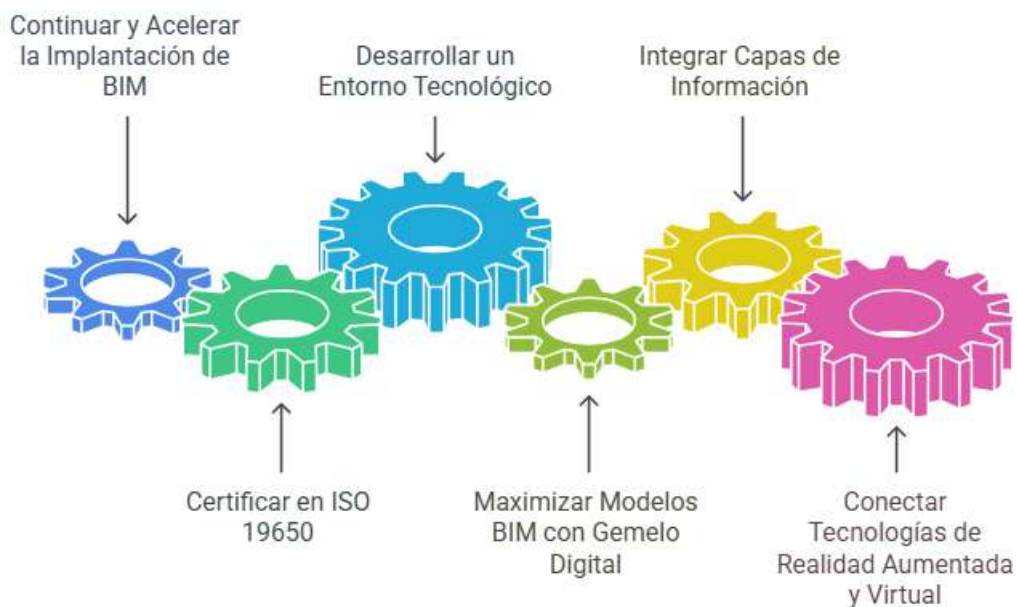 Continuar y Acelerar
la Implantación de
BIM
Desarrollar un
Entorno Tecnológico
Integrar Capas de
Información
Certificar en ISO
19650
Maximizar Modelos
BIM con Gemelo
Digital
Conectar
Tecnologías de
Realidad Aumentada
y Virtual